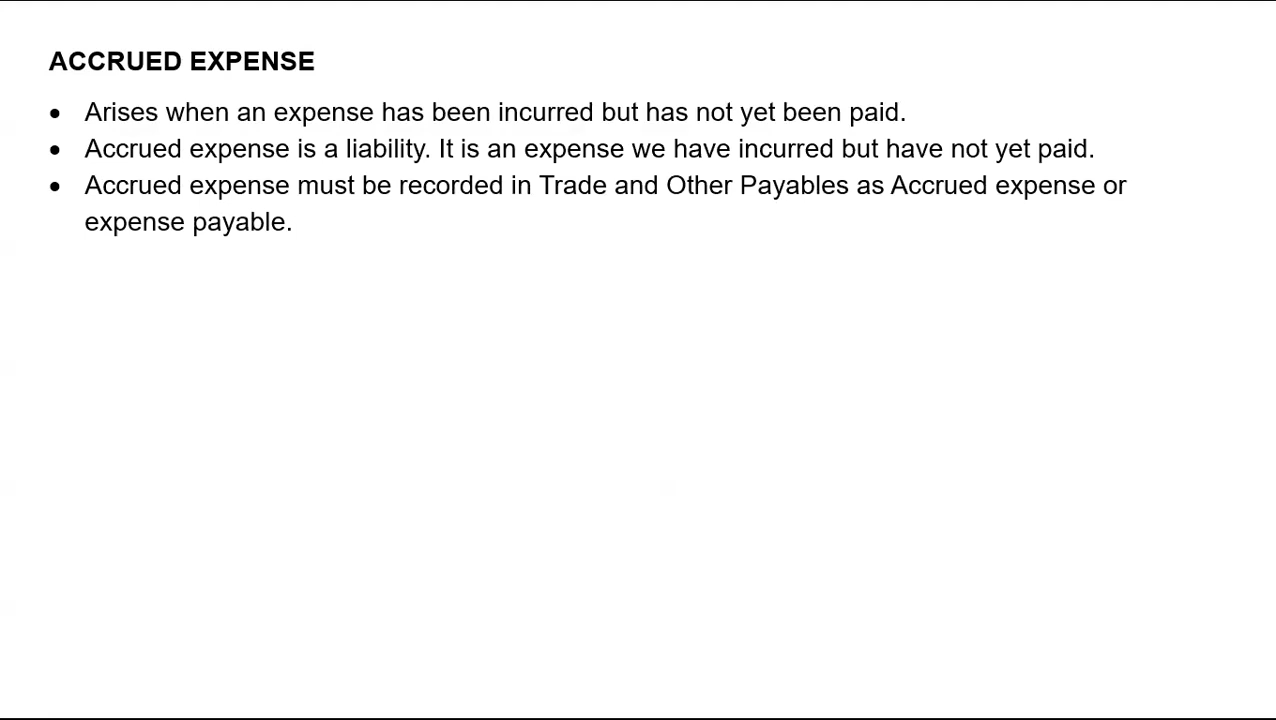 ACCRUED EXPENSE
• Arises when an expense has been incurred but has not yet been paid.
• Accrued expense is a liability. It is an expense we have incurred but have not yet paid.
• Accrued expense must be recorded in Trade and Other Payables as Accrued expense or
expense payable.